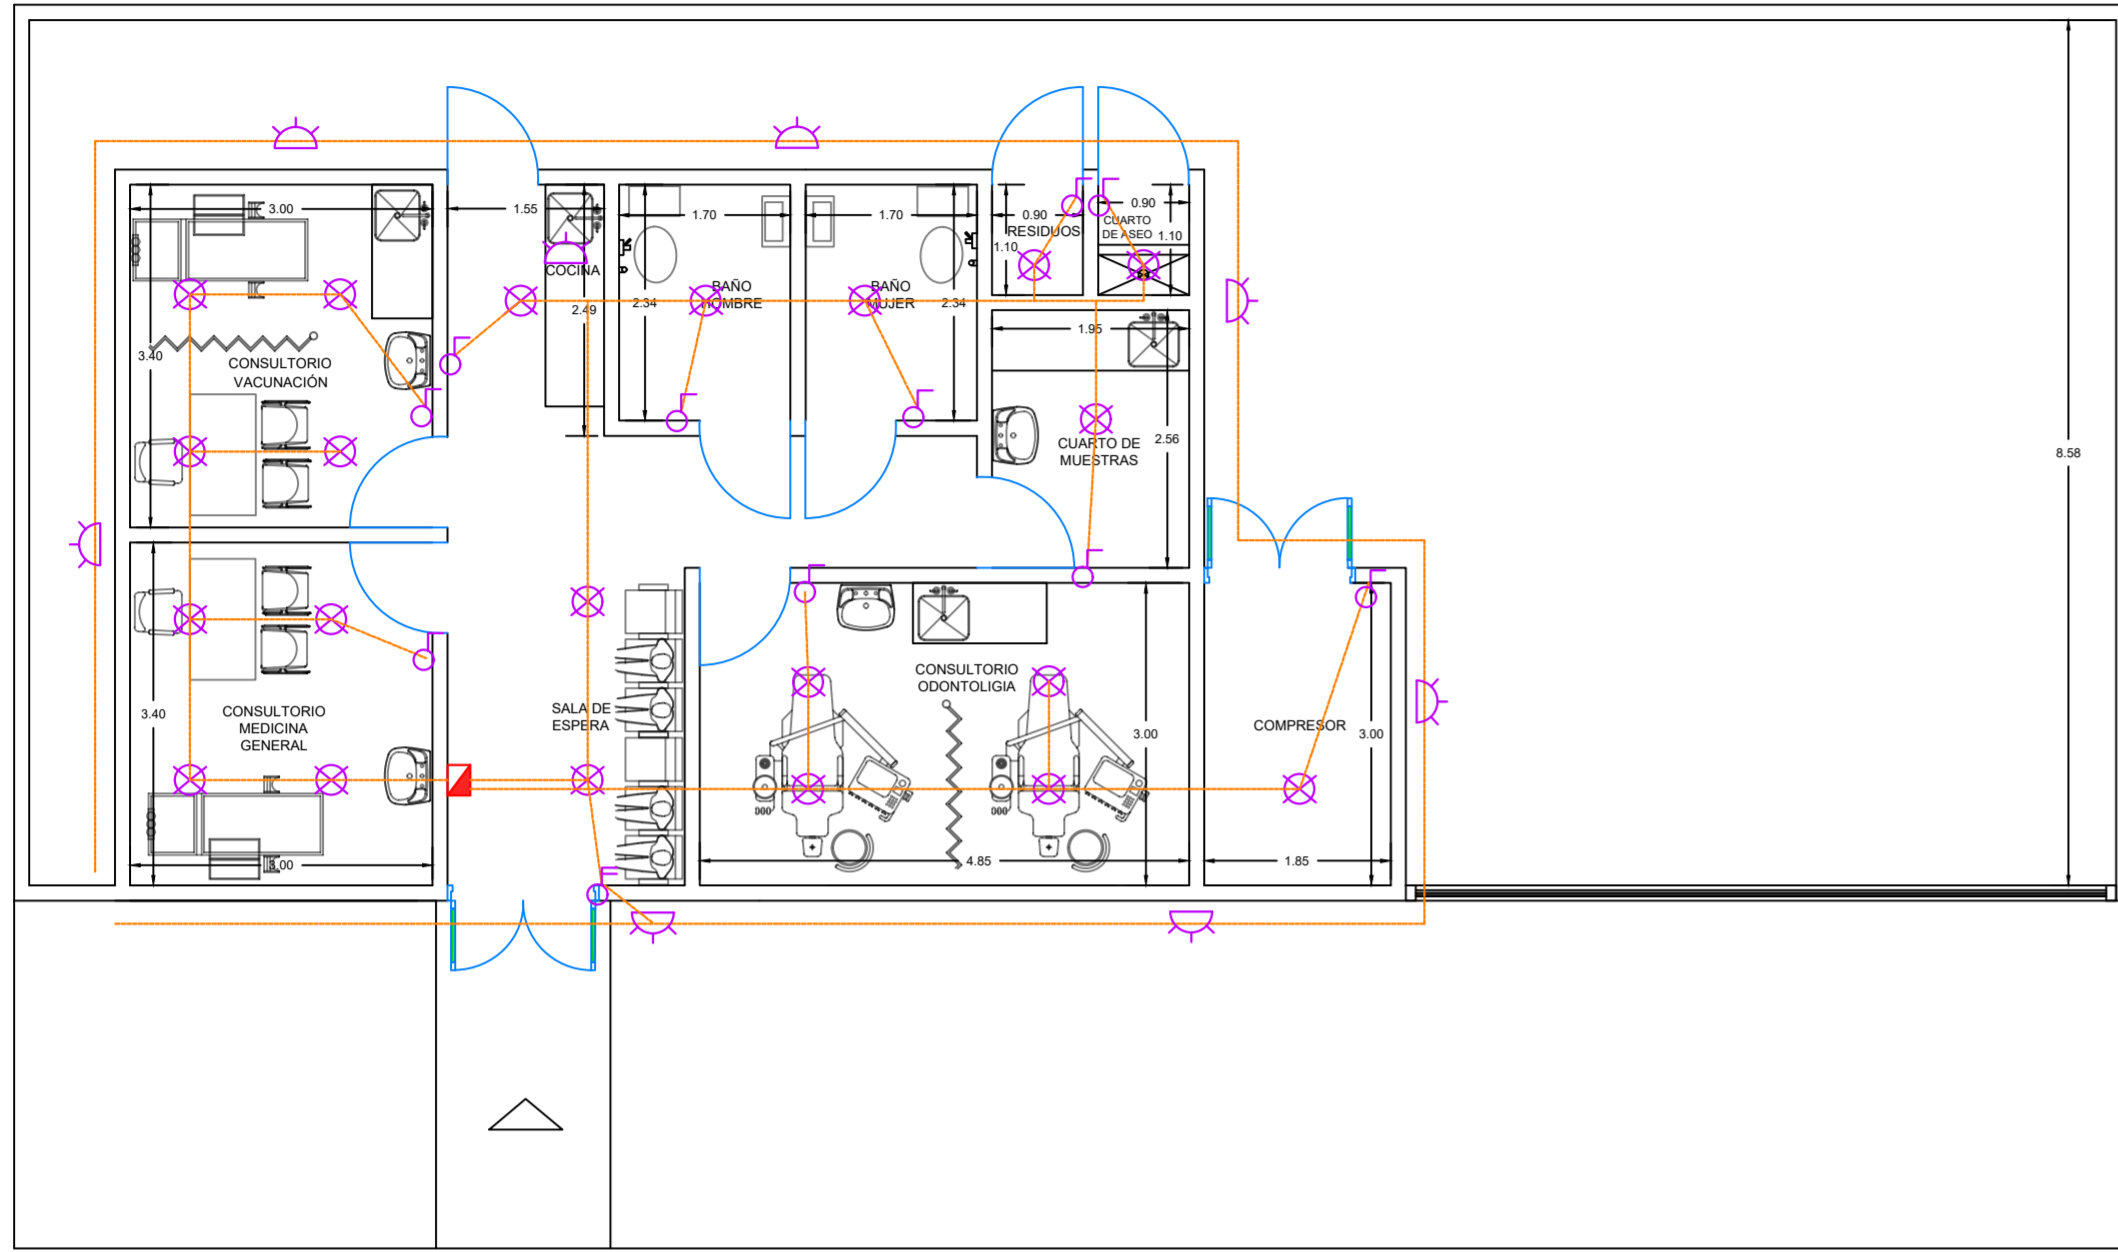 3.00
1.55
1.70
1.70
0.90
RESIDUOS
1.10
0.90
CUARTO
DE ASEO
1.10
COCINA
2.49
BAÑO
HOMBRE
2.34
BAÑO
MUJER
2.34
3.40
CONSULTORIO
VACUNACIÓN
1.95
CUARTO DE
MUESTRAS
2.56
8.58
3.40
CONSULTORIO
MEDICINA
GENERAL
3.00
SALA DE
ESPERA
CONSULTORIO
ODONTOLIGIA
3.00
4.85
COMPRESOR
3.00
1.85